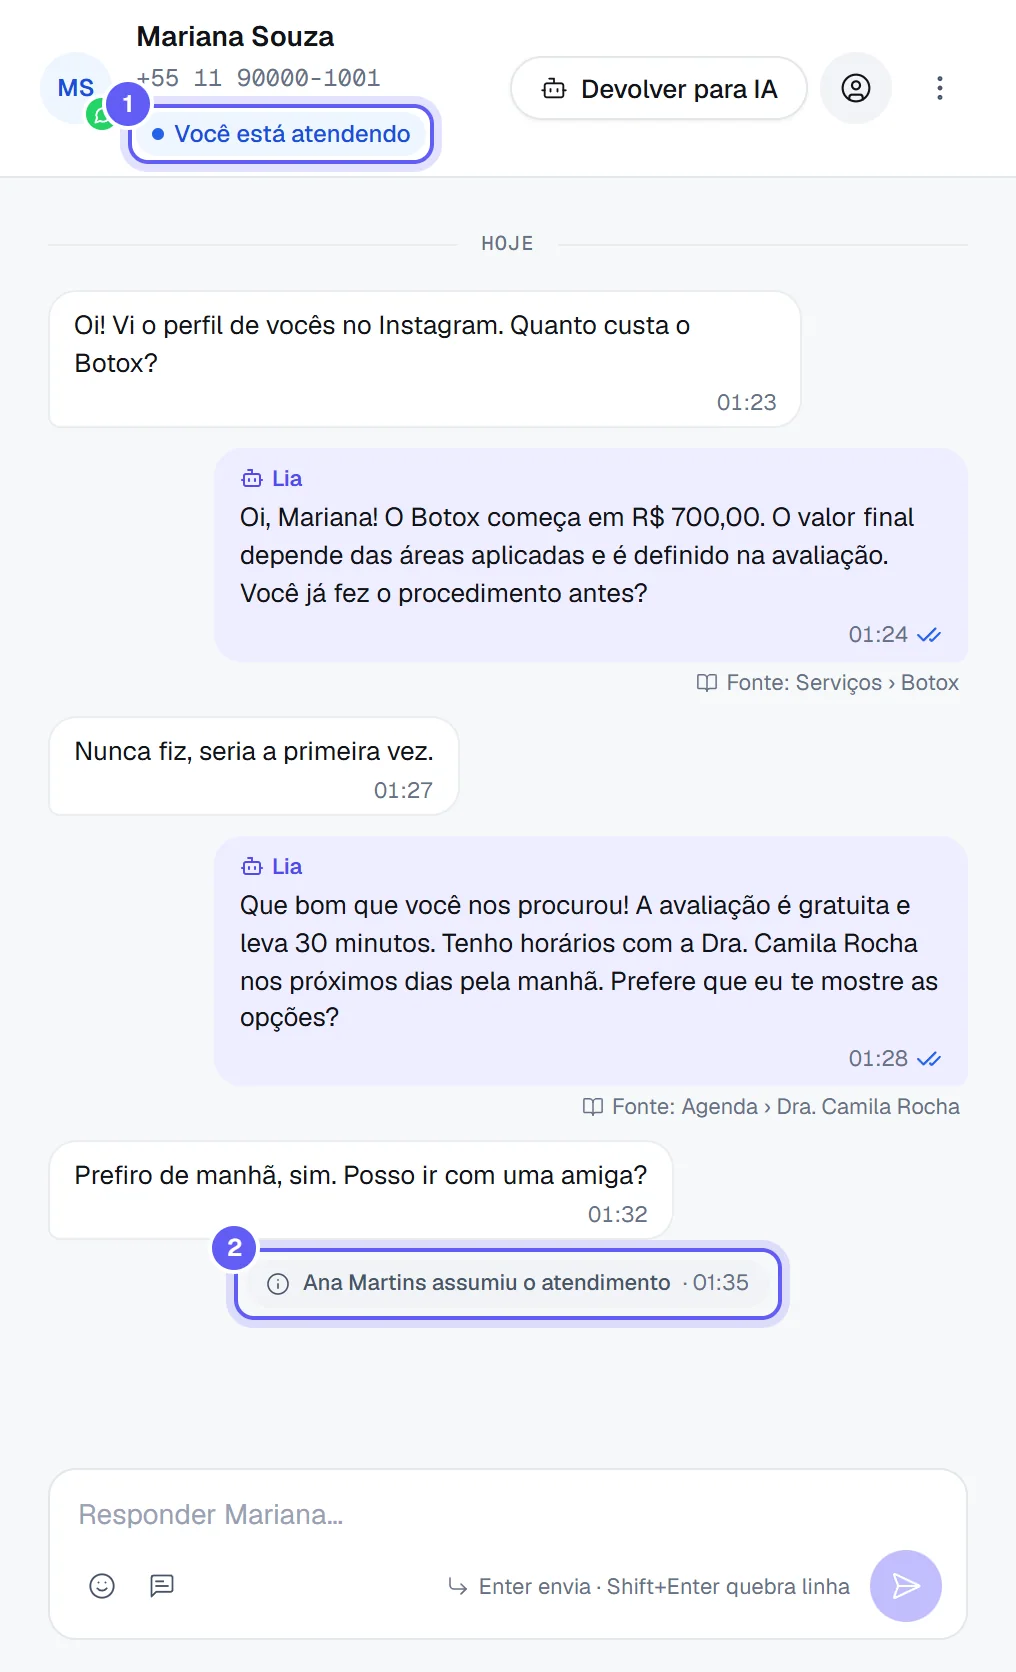 Mariana Souza
MS
+55 11 90000-1001
1
Você está atendendo
Devolver para IA
HOJE
Oi! Vi o perfil de vocês no Instagram. Quanto custa o
Botox?
01:23
Lia
Oi, Mariana! O Botox começa em R$ 700,00. O valor final
depende das áreas aplicadas e é definido na avaliação.
Você já fez o procedimento antes?
01:24
Fonte: Serviços › Botox
Nunca fiz, seria a primeira vez.
01:27
Lia
Que bom que você nos procurou! A avaliação é gratuita e
leva 30 minutos. Tenho horários com a Dra. Camila Rocha
nos próximos dias pela manhã. Prefere que eu te mostre as
opções?
01:28
Fonte: Agenda › Dra. Camila Rocha
Prefiro de manhã, sim. Posso ir com uma amiga?
01:32
2
Ana Martins assumiu o atendimento · 01:35
Responder Mariana...
Enter envia · Shift+Enter quebra linha